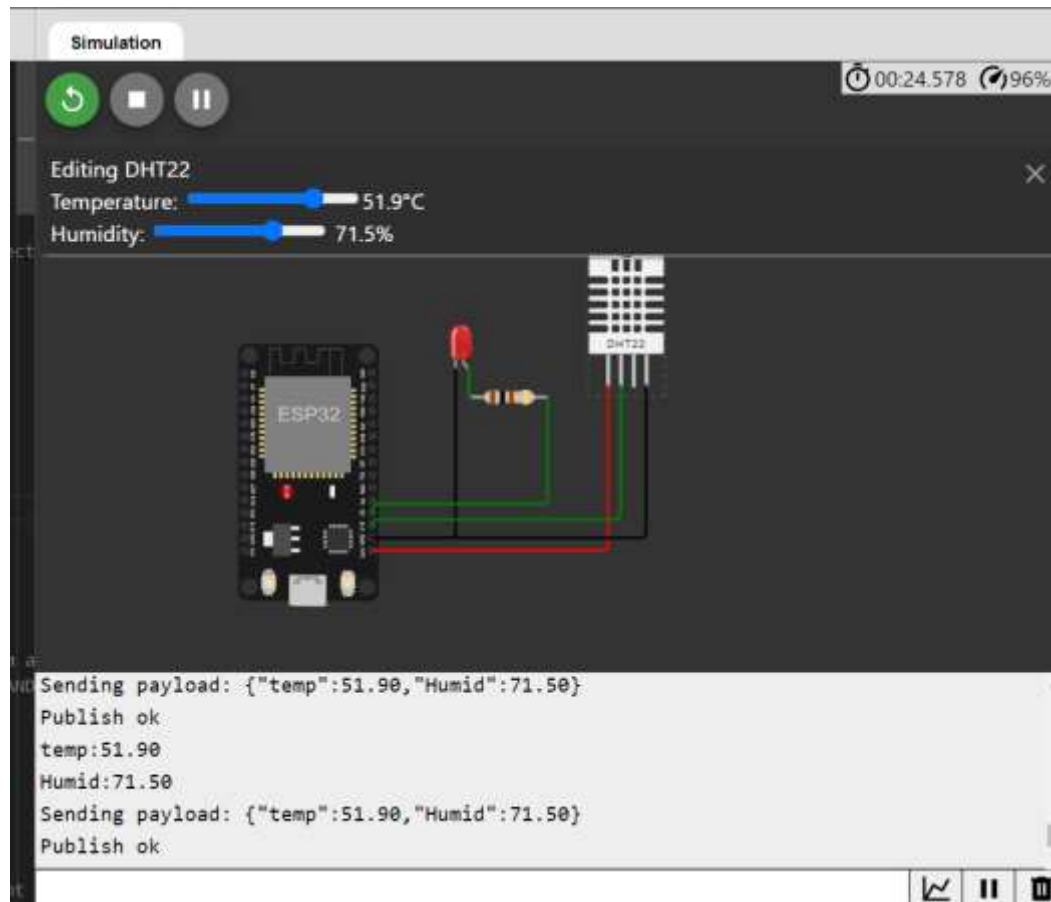 Simulation
00:24.578 96%
Editing DHT22
Temperature: 51.9°C
Humidity: 71.5%
DHT22
ESP32
Sending payload: {"temp":51.90,"Humid":71.50}
Publish ok
temp:51.90
Humid:71.50
Sending payload: {"temp":51.90,"Humid":71.50}
Publish ok